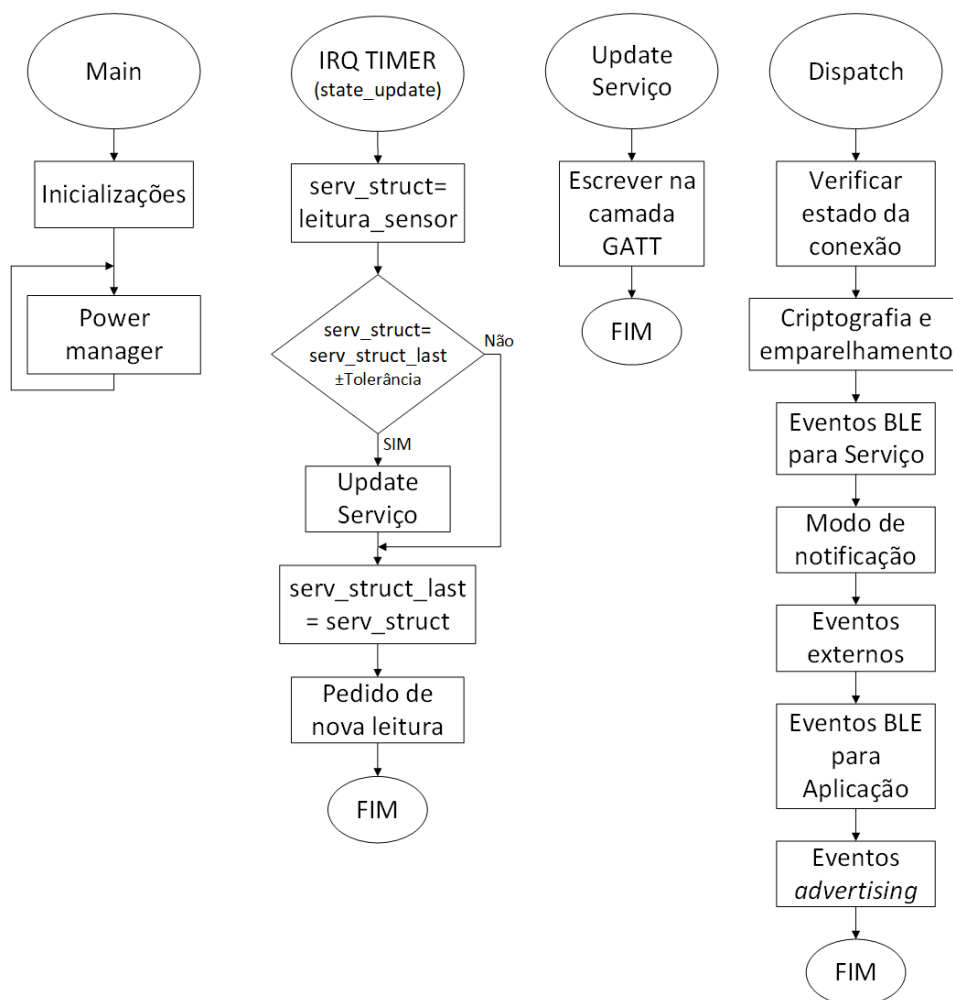 Main
Inicializações
Power
manager
IRQ TIMER
(state_update)
serv_struct=
leitura_sensor
serv_struct=
serv_struct_last
±Tolerância
Não
SIM
Update
Serviço
serv_struct_last
= serv_struct
Pedido de
nova leitura
FIM
Update
Serviço
Escrever na
camada
GATT
FIM
Dispatch
Verificar
estado da
conexão
Criptografia e
emparelhamento
Eventos BLE
para Serviço
Modo de
notificação
Eventos
externos
Eventos BLE
para
Aplicação
Eventos
advertising
FIM